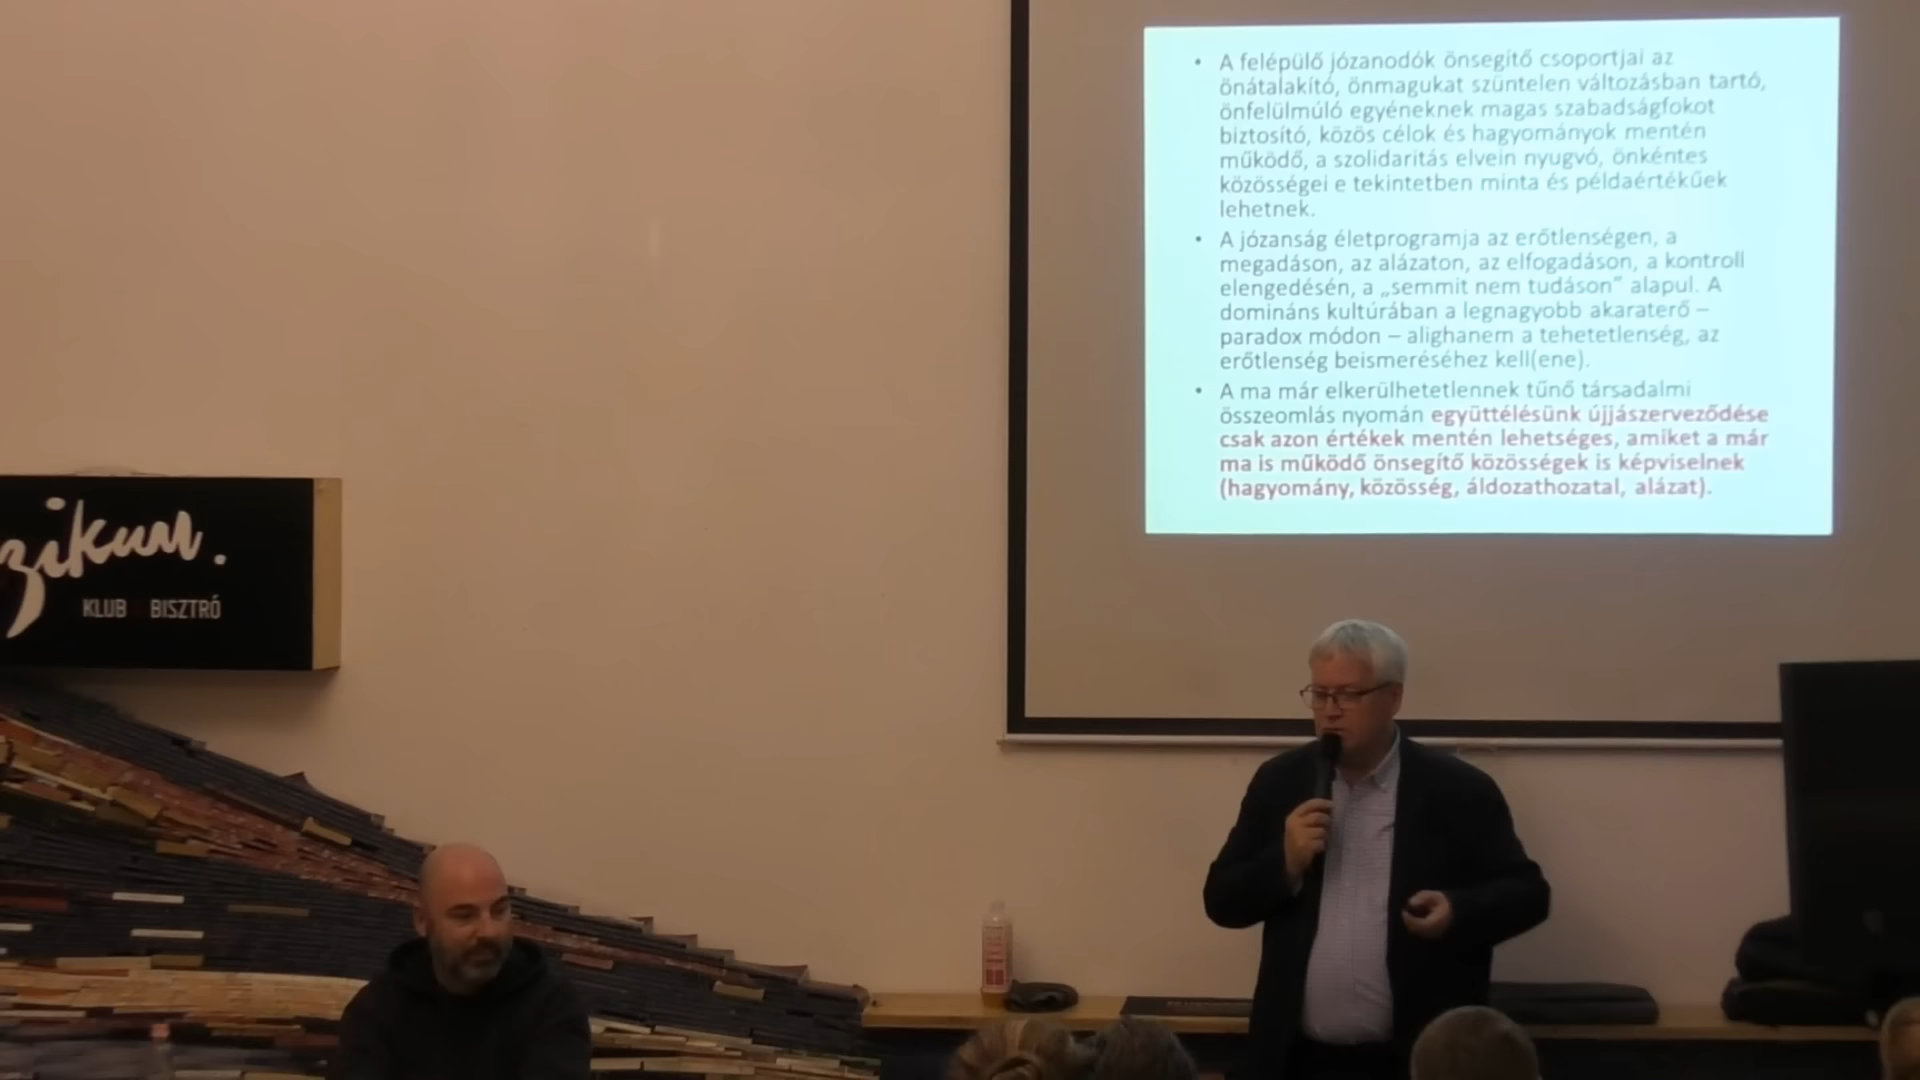 • A felépülő józanodók önsegítő csoportjai az
önátalakító, önmagukat szüntelen változásban tartó,
önfelülmúló egyéneknek magas szabadságfokot
biztosító, közös célok és hagyományok mentén
működő, a szolidaritás elvein nyugvó, önkéntes
közösségei e tekintetben minta és példaértékűek
lehetnek.
• A józanság életprogramja az erőtlenségen, a
megadáson, az alázaton, az elfogadáson, a kontroll
elengedésén, a „semmit nem tudáson” alapul. A
domináns kultúrában a legnagyobb akaraterő –
paradox módon – alighanem a tehetetlenség, az
erőtlenség beismeréséhez kell(ene).
• A ma már elkerülhetetlennek tűnő társadalmi
összeomlás nyomán együttélésünk újjászerveződése
csak azon értékek mentén lehetséges, amiket a már
ma is működő önsegítő közösségek is képviselnek
(hagyomány, közösség, áldozathozatal, alázat).
zikum.
KLUB BISZTRÓ